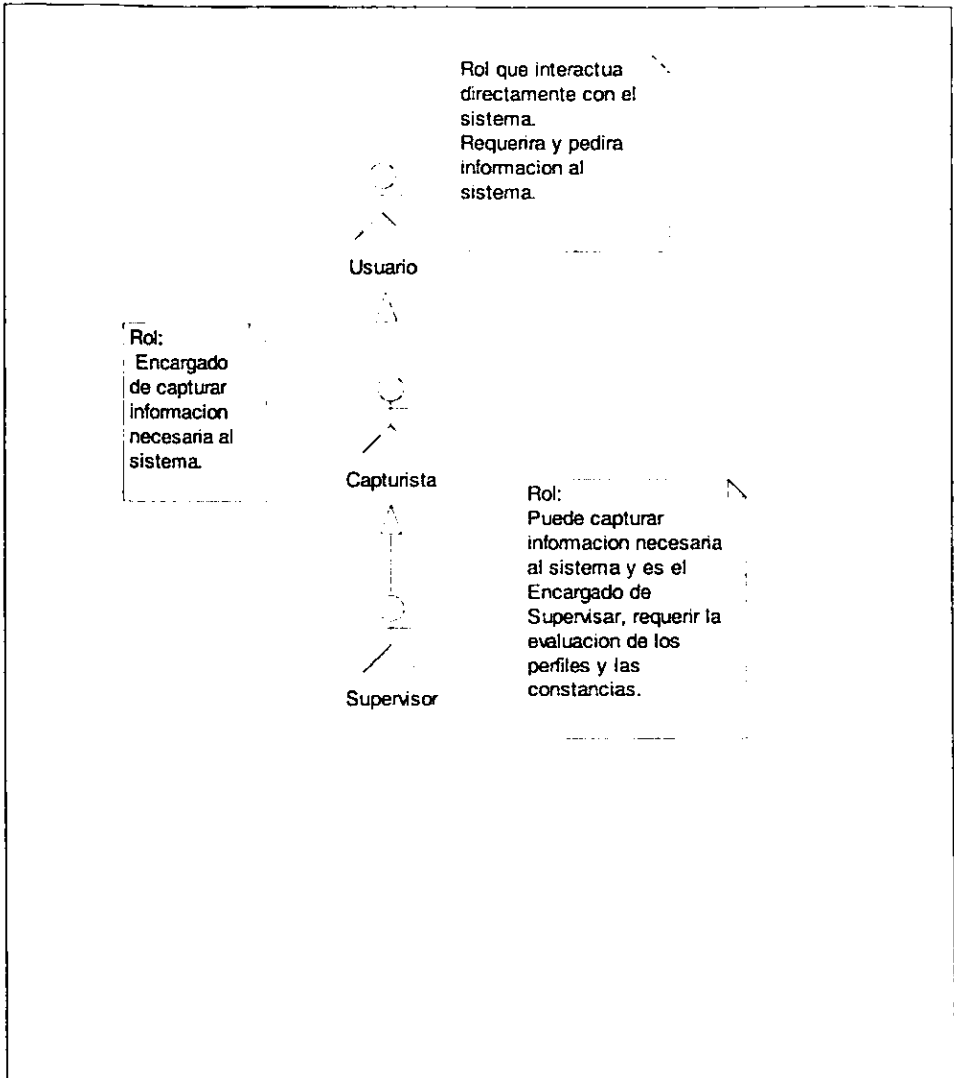 Rol que interactua
directamente con el
sistema.
Requerira y pedira
informacion al
sistema.
Usuario
Rol:
Encargado
de capturar
informacion
necesaria al
sistema.
Capturista
Rol:
Puede capturar
informacion necesaria
al sistema y es el
Encargado de
Supervisar, requerir la
evaluacion de los
perfiles y las
constancias.
Supervisor